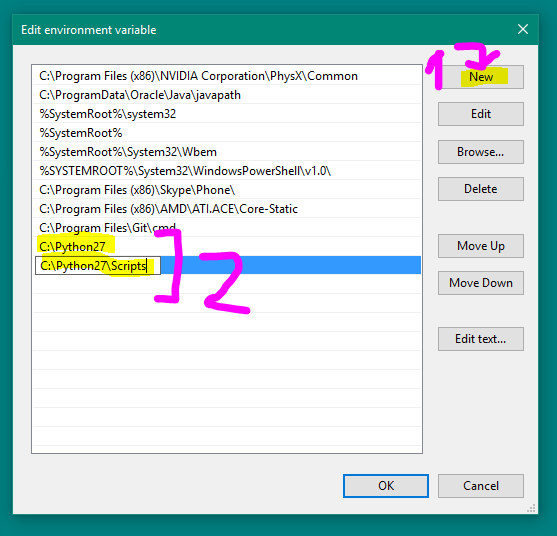 Edit environment variable
1
New
C:\Program Files (x86)\NVIDIA Corporation\PhysX\Common
C:\ProgramData\Oracle\Java\javapath
%SystemRoot%\system32
Edit
%SystemRoot%
%SystemRoot%\System32\Wbem
Browse...
%SYSTEMROOT%\System32\WindowsPowerShell\v1.0\
C:\Program Files (x86)\Skype\Phone\
Delete
C:\Program Files (x86)\AMD\ATI.ACE\Core-Static
C:\Program Files\Git\cmd
C:\Python27
Move Up
C:\Python27\Scripts
2
Move Down
Edit text...
OK
Cancel